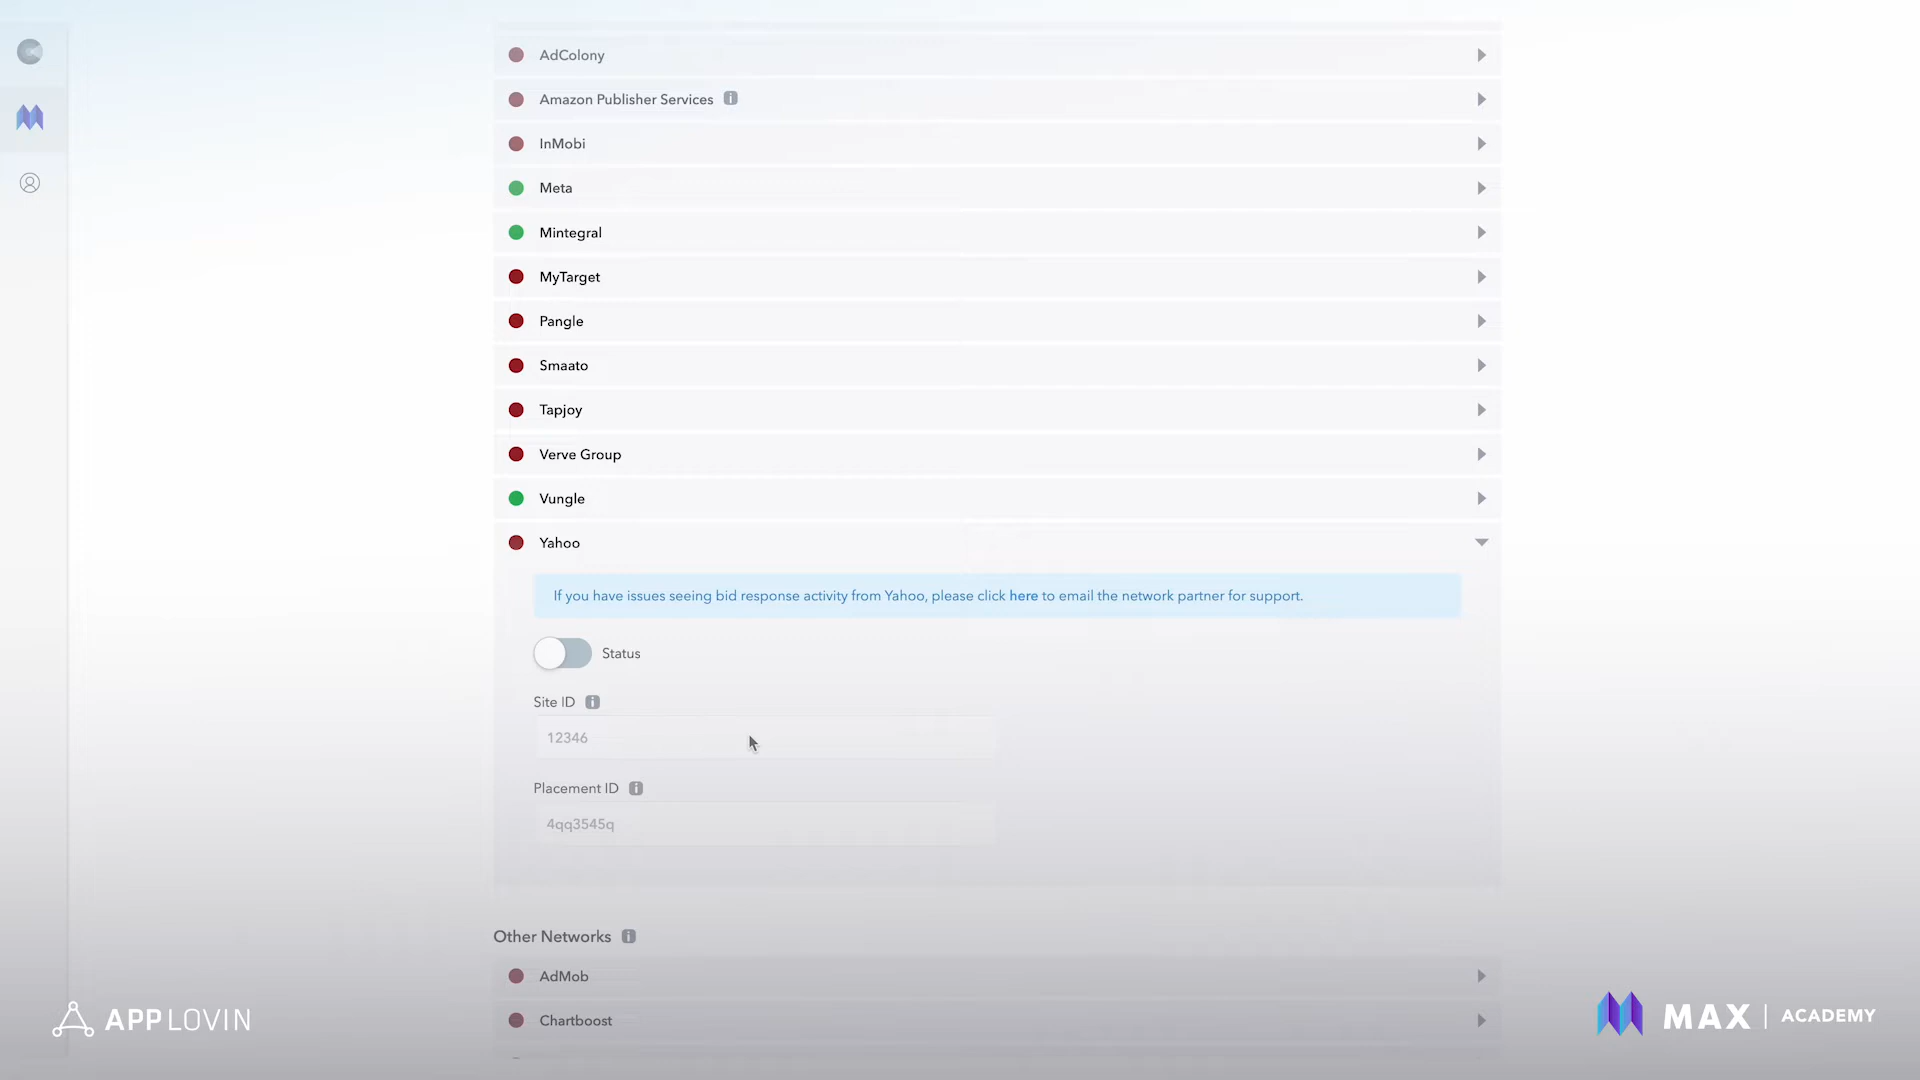 AdColony
Amazon Publisher Services
InMobi
Meta
Mintegral
MyTarget
Pangle
Smaato
Tapjoy
Verve Group
Vungle
Yahoo
If you have issues seeing bid response activity from Yahoo, please click here to email the network partner for support.
Status
Site ID
12346
Placement ID
4qq3545q
Other Networks
AdMob
Chartboost
APPLOVIN
MAX | ACADEMY